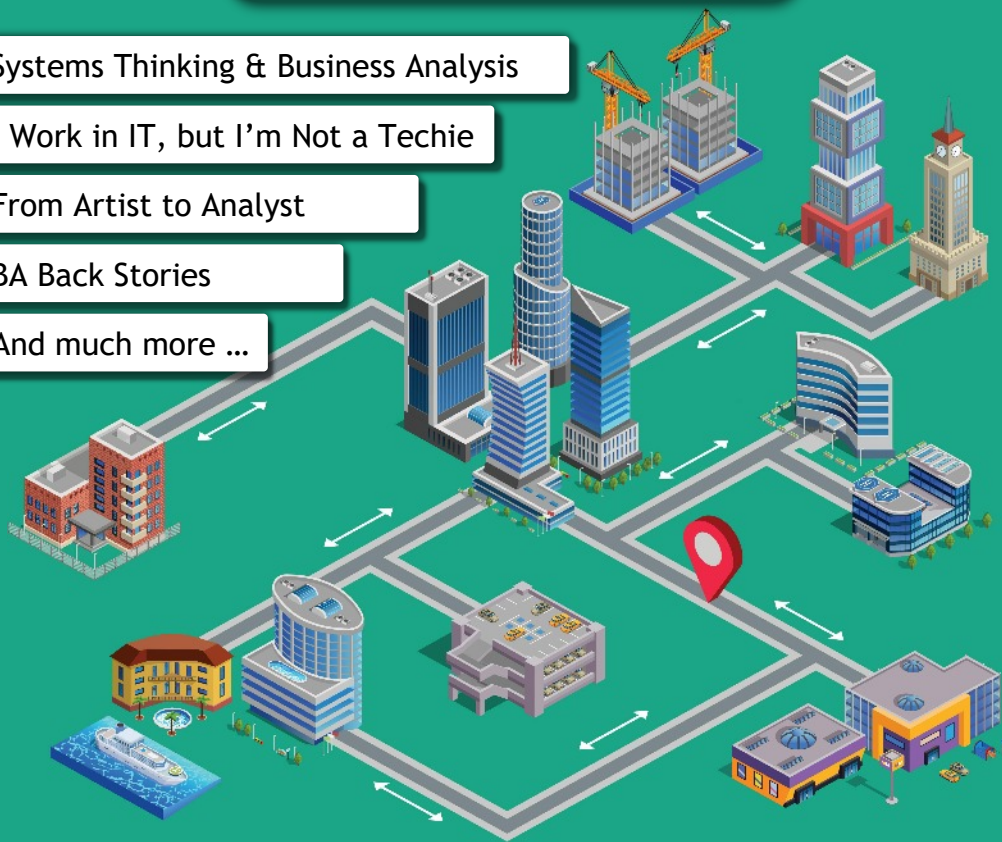 Systems Thinking & Business Analysis
Work in IT, but I'm Not a Techie
From Artist to Analyst
BA Back Stories
And much more …